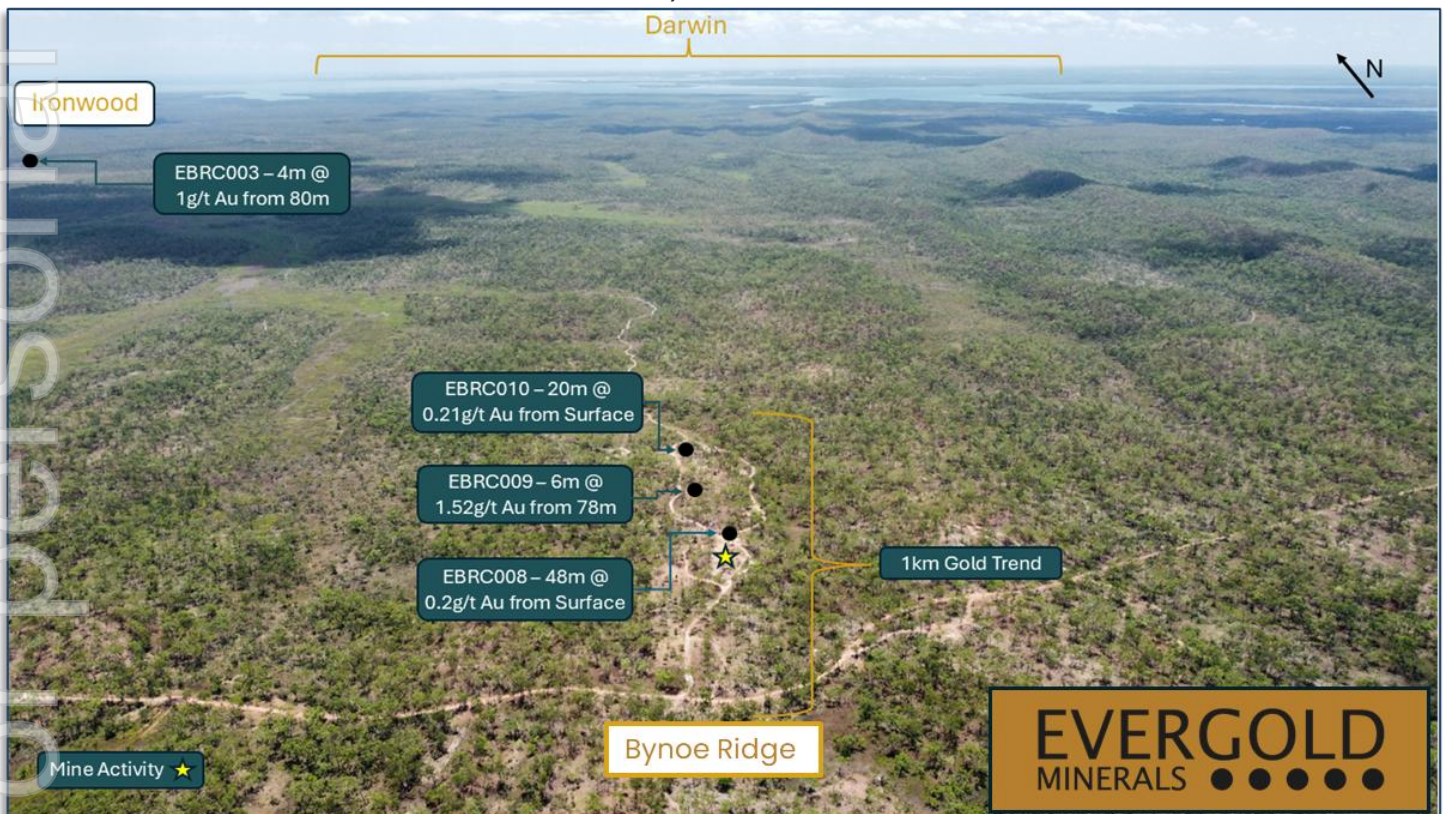 Darwin
N
Ironwood
EBRC003 – 4m @
1g/t Au from 80m
EBRC010 – 20m @
0.21g/t Au from Surface
EBRC009 – 6m @
1.52g/t Au from 78m
EBRC008 – 48m @
0.2g/t Au from Surface
1km Gold Trend
Bynoe Ridge
Mine Activity
EVERGOLD
MINERALS
or personal